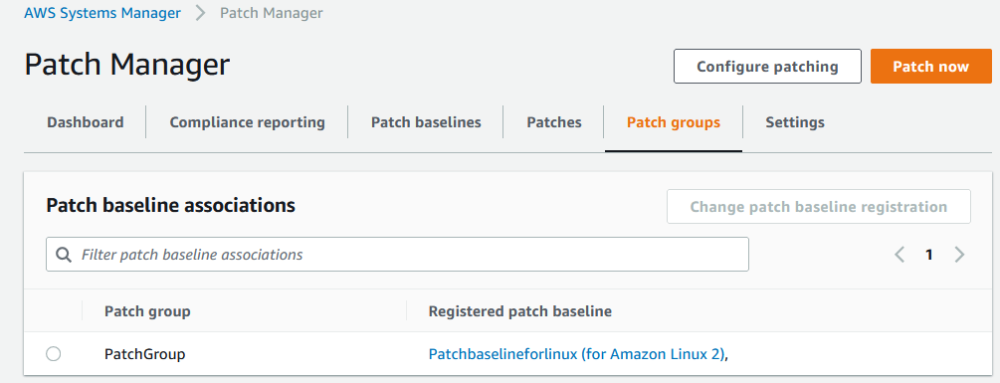 AWS Systems Manager > Patch Manager
Patch Manager
Configure patching
Patch now
Dashboard
Compliance reporting
Patch baselines
Patches
Patch groups
Settings
Patch baseline associations
Change patch baseline registration
Filter patch baseline associations
1
Patch group
Registered patch baseline
PatchGroup
Patchbaselineforlinux (for Amazon Linux 2),